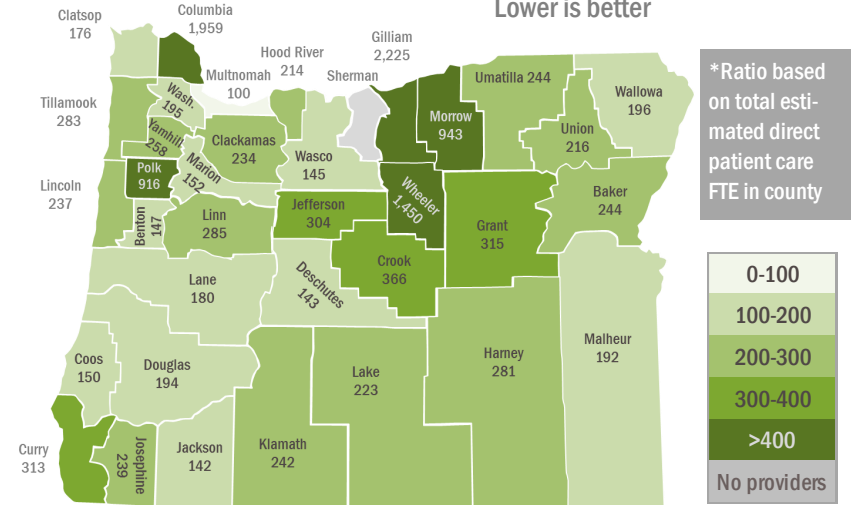 Lower is better
Clatsop
176
Columbia
1,959
Multnomah
100
Hood River
214
Sherman
Gilliam
2,225
Umatilla 244
Wallowa
196
Tillamook
283
Wash.
195
Yamhill
258
Clackamas
234
Wasco
145
Morrow
943
Union
216
Polk
916
Marion
152
Lincoln
237
Benton
147
Linn
285
Jefferson
304
Wheeler
1,450
Grant
315
Baker
244
Lane
180
Deschutes
143
Crook
366
Coos
150
Douglas
194
Lake
223
Harney
281
Malheur
192
Curry
313
Josephine
239
Jackson
142
Klamath
242
*Ratio based
on total esti-
mated direct
patient care
FTE in county
0-100
100-200
200-300
300-400
>400
No providers